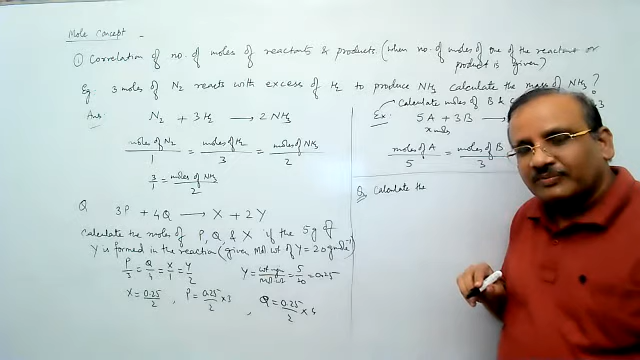 Mole Concept -
① Correlation of no. of moles of reactants & products. (when no. of moles of one of the reactant or
product is given)
Eg: 3 moles of N₂ reacts with excess of H₂ to produce NH₃ calculate the mass of NH₃?
Ans: N₂ + 3H₂ → 2NH₃
moles of N₂/1 = moles of H₂/3 = moles of NH₃/2
3/1 = moles of NH₃/2
Q 3P + 4Q → X + 2Y
Calculate the moles of P, Q, & X if the 5g of
Y is formed in the reaction (given Mol wt of Y = 20 gmole⁻¹)
P/3 = Q/4 = X/1 = Y/2
Y = wt y/mol. wt = 5/20 = 0.25
X = 0.25/2 , P = 0.25/2 × 3 , Q = 0.25/2 × 4
Calculate moles of B &
Ex: 5A + 3B →
x moles
moles of A/5 = moles of B/3
Q Calculate the